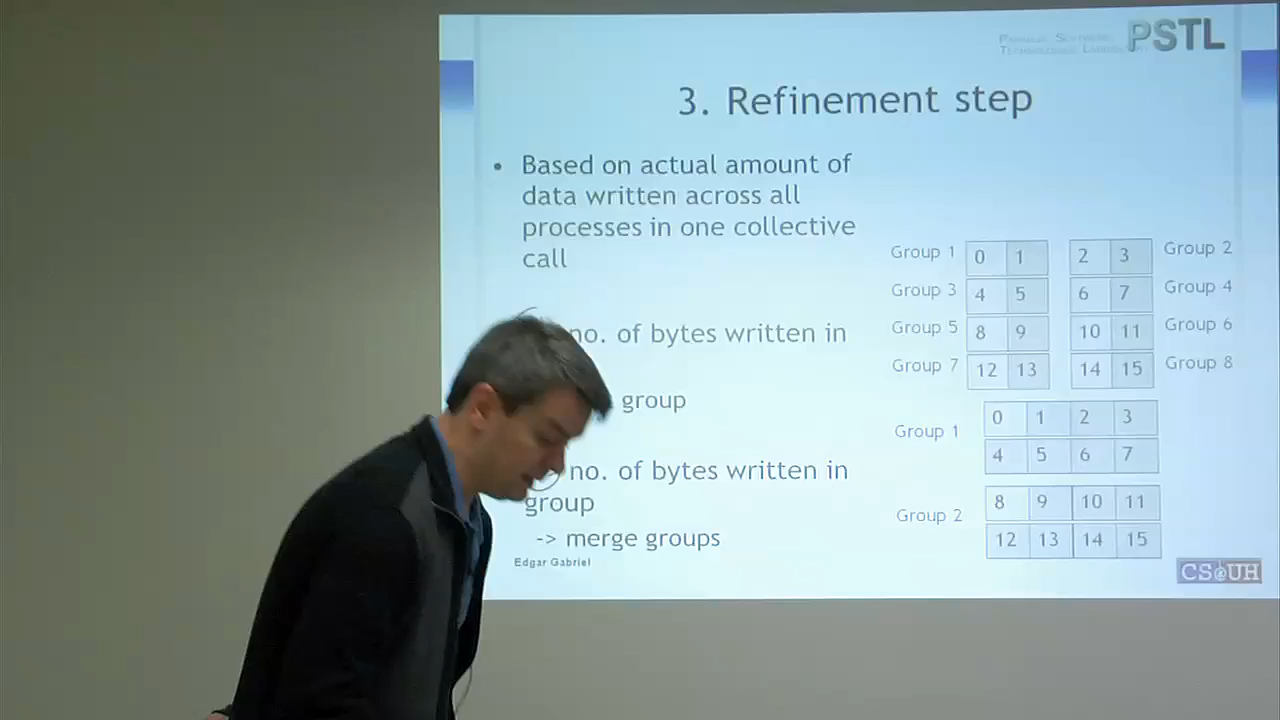 PARALLEL SOFTWARE
TECHNOLOGIES LABORATORY
PSTL
3. Refinement step
• Based on actual amount of
data written across all
processes in one collective
call
no. of bytes written in
group
no. of bytes written in
group
-> merge groups
Edgar Gabriel
Group 1 0 1 2 3 Group 2
Group 3 4 5 6 7 Group 4
Group 5 8 9 10 11 Group 6
Group 7 12 13 14 15 Group 8
Group 1
0 1 2 3
4 5 6 7
Group 2
8 9 10 11
12 13 14 15
CS@UH